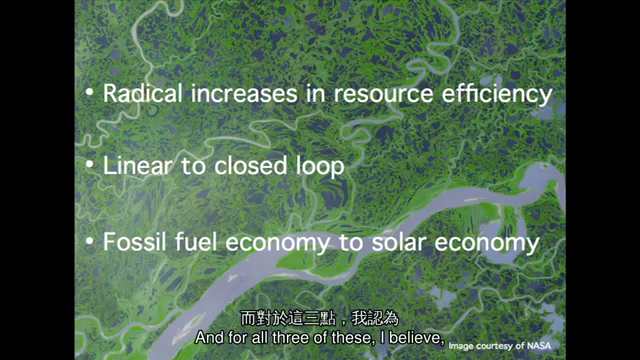 • Radical increases in resource efficiency
• Linear to closed loop
• Fossil fuel economy to solar economy
而對於這三點，我認為
And for all three of these, I believe,
Image courtesy of NASA